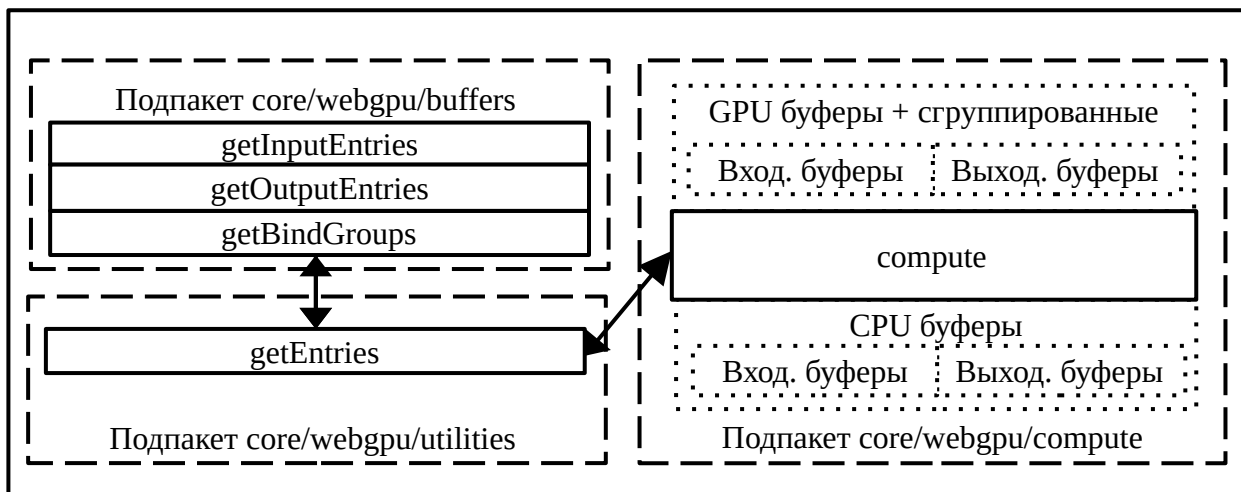 Подпакет core/webgpu/buffers
getInputEntries
getOutputEntries
getBindGroups
getEntries
Подпакет core/webgpu/utilities
GPU буферы + сгруппированные
Вход. буферы
Выход. буферы
compute
CPU буферы
Вход. буферы
Выход. буферы
Подпакет core/webgpu/compute